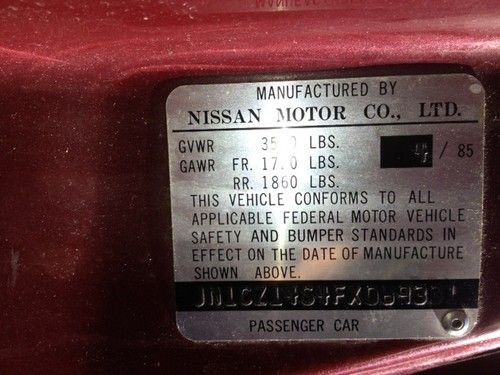 MANUFACTURED BY
NISSAN MOTOR CO., LTD.
GVWR LBS. 4 / 85
GAWR FR. LBS.
RR. 1860 LBS.
THIS VEHICLE CONFORMS TO ALL
APPLICABLE FEDERAL MOTOR VEHICLE
SAFETY AND BUMPER STANDARDS IN
EFFECT ON THE DATE OF MANUFACTURE
SHOWN ABOVE.
PASSENGER CAR